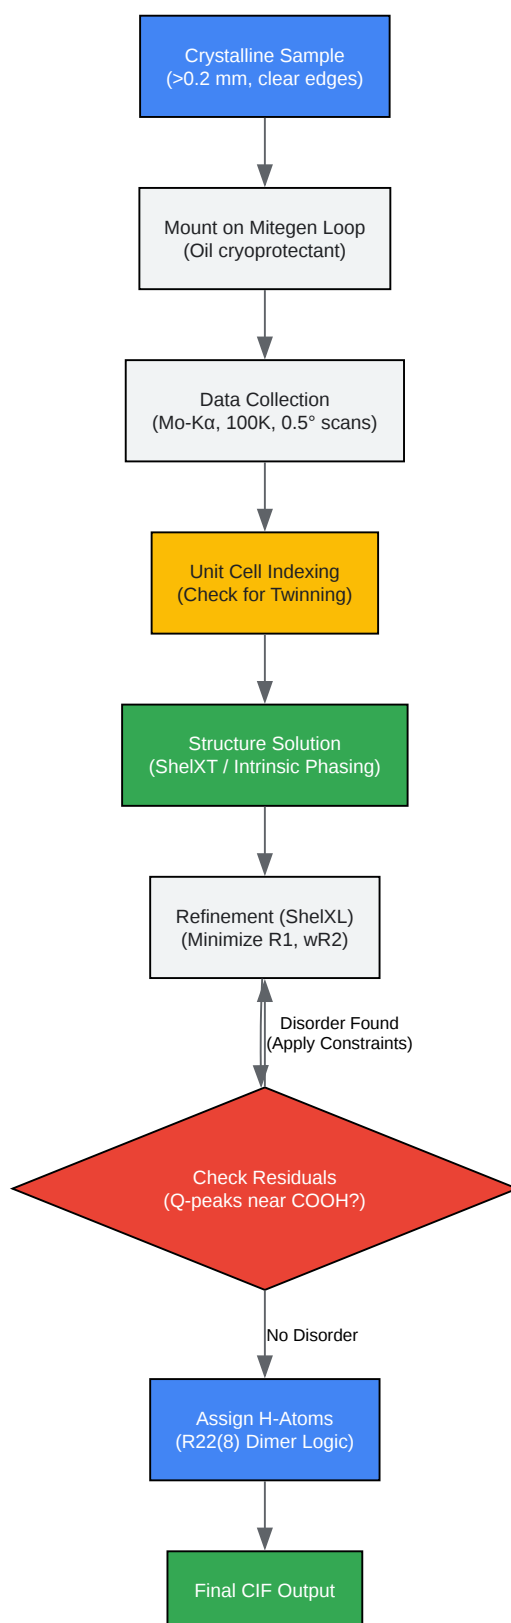 Crystalline Sample
(>0.2 mm, clear edges)
Mount on Mitegen Loop
(Oil cryoprotectant)
Data Collection
(Mo-Kα, 100K, 0.5° scans)
Unit Cell Indexing
(Check for Twinning)
Structure Solution
(ShelXT / Intrinsic Phasing)
Refinement (ShelXL)
(Minimize R1, wR2)
Disorder Found
(Apply Constraints)
Check Residuals
(Q-peaks near COOH?)
No Disorder
Assign H-Atoms
(R22(8) Dimer Logic)
Final CIF Output